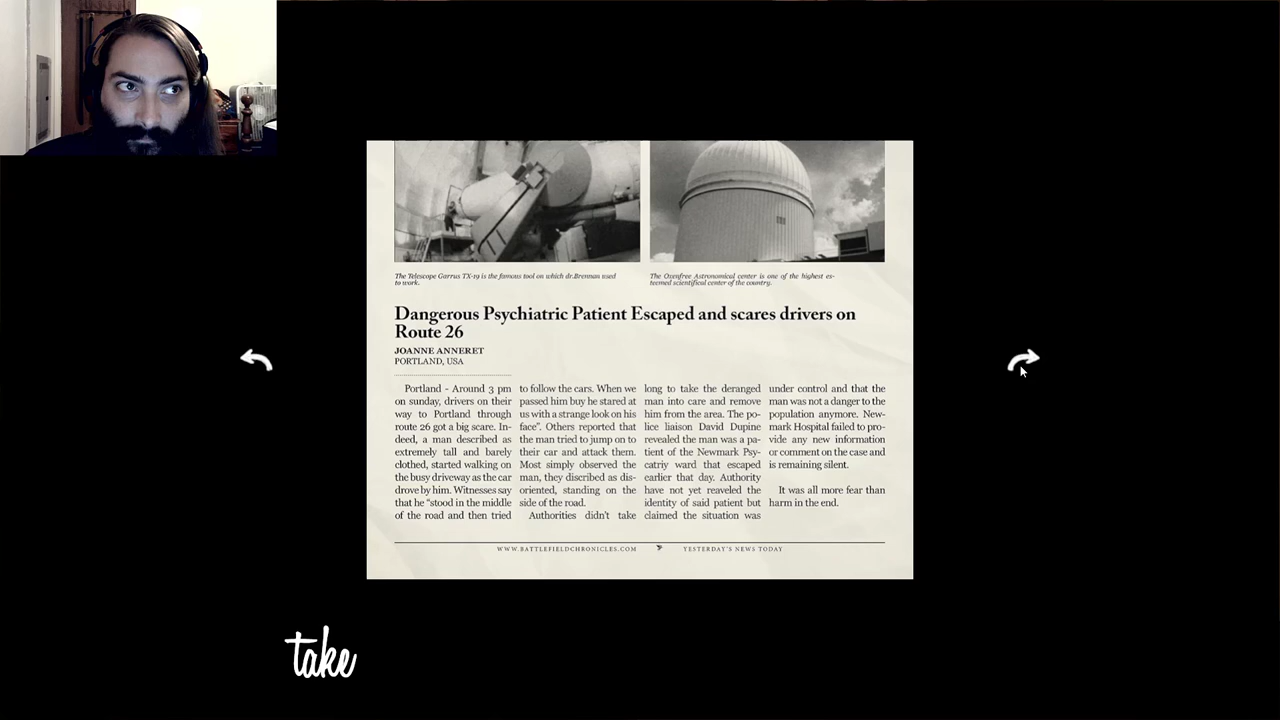 The Telescope Garrus TX-19 is the famous tool on which dr.Brennan used
to work.
The Oxenfree Astronomical center is one of the highest es-
teemed scientifical center of the country.
Dangerous Psychiatric Patient Escaped and scares drivers on
Route 26
JOANNE ANNERET
PORTLAND, USA
Portland - Around 3 pm
on sunday, drivers on their
way to Portland through
route 26 got a big scare. In-
deed, a man described as
extremely tall and barely
clothed, started walking on
the busy driveway as the car
drove by him. Witnesses say
that he “stood in the middle
of the road and then tried
to follow the cars. When we
passed him buy he stared at
us with a strange look on his
face”. Others reported that
the man tried to jump on to
their car and attack them.
Most simply observed the
man, they discribed as dis-
oriented, standing on the
side of the road.
Authorities didn’t take
long to take the deranged
man into care and remove
him from the area. The po-
lice liaison David Dupine
revealed the man was a pa-
tient of the Newmark Psy-
catriy ward that escaped
earlier that day. Authority
have not yet reaveled the
identity of said patient but
claimed the situation was
under control and that the
man was not a danger to the
population anymore. New-
mark Hospital failed to pro-
vide any new information
or comment on the case and
is remaining silent.
It was all more fear than
harm in the end.
WWW.BATTLEFIELDCHRONICLES.COM
YESTERDAY'S NEWS TODAY
take